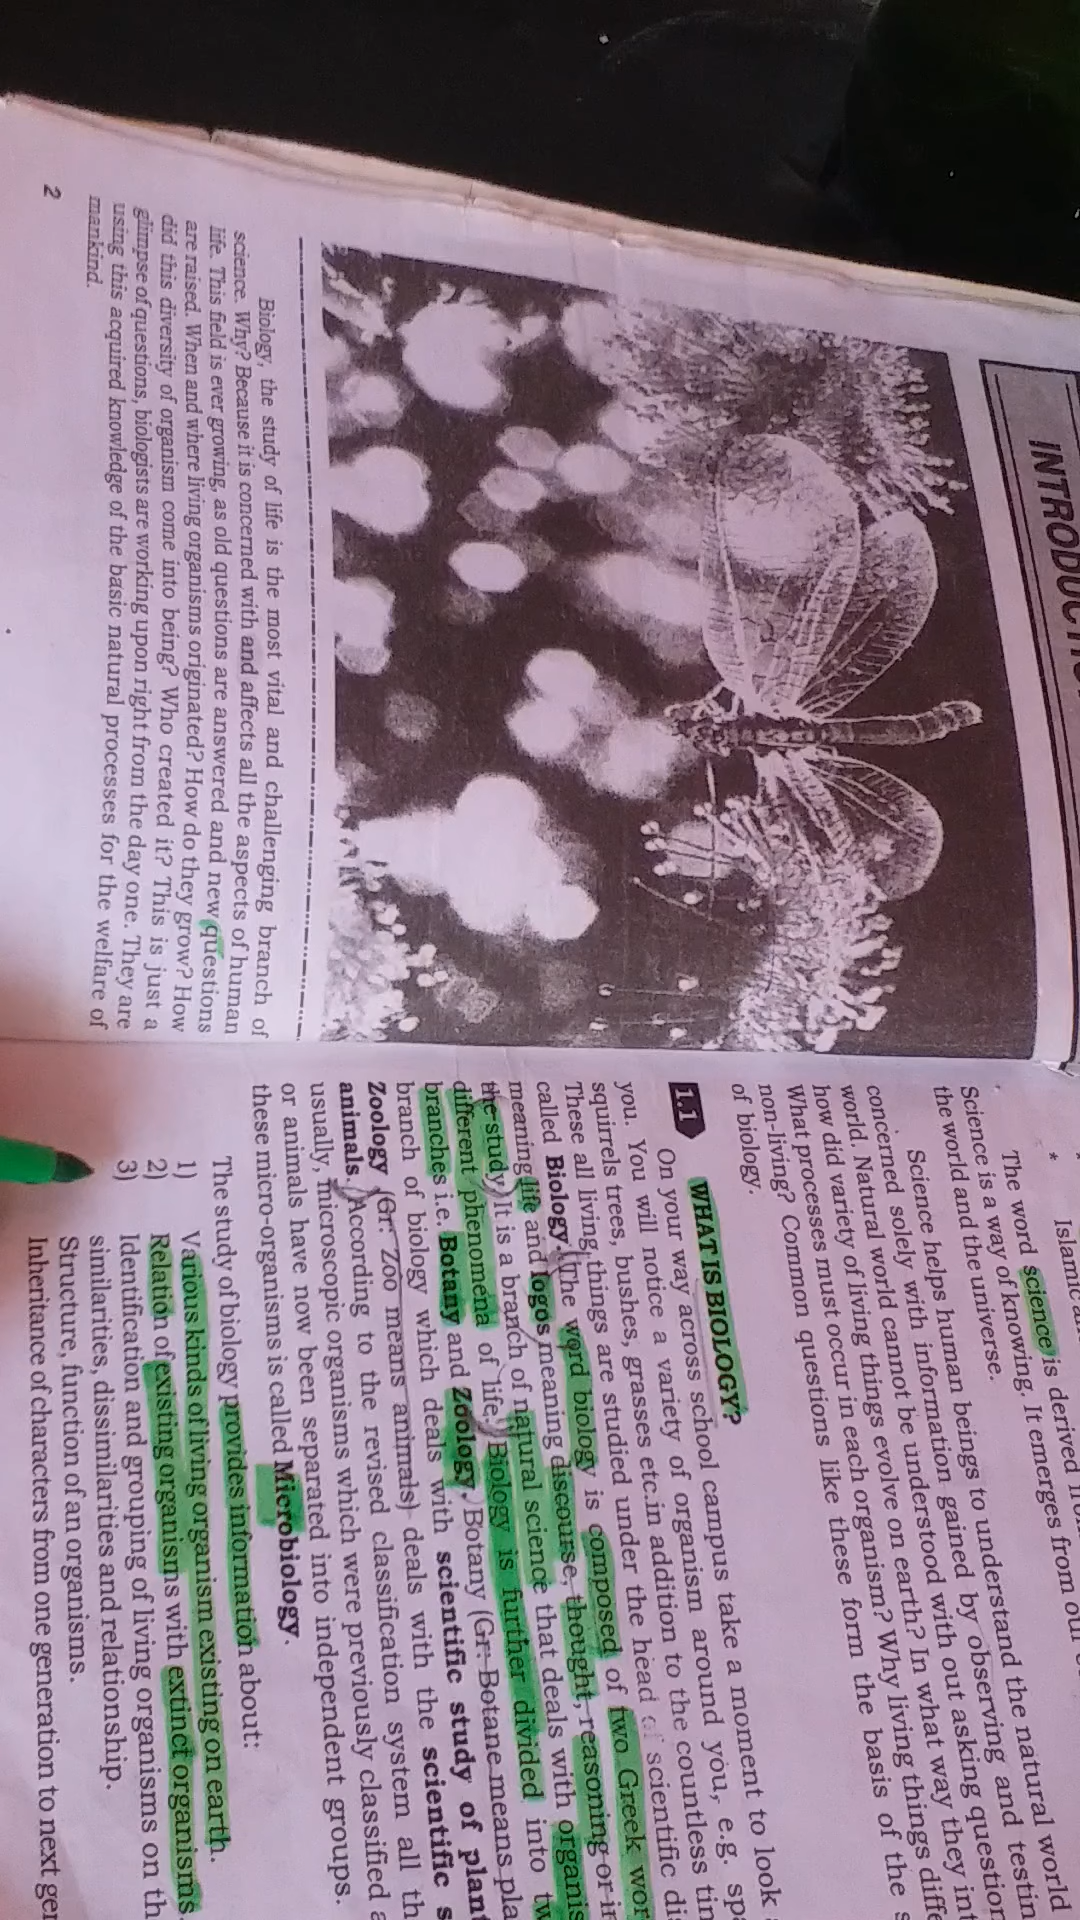 Biology, the study of life is the most vital and challenging branch of
science. Why? Because it is concerned with and affects all the aspects of human
life. This field is ever growing, as old questions are answered and new questions
are raised. When and where living organisms originated? How do they grow? How
did this diversity of organism come into being? Who created it? This is just a
glimpse of questions, biologists are working upon right from the day one. They are
using this acquired knowledge of the basic natural processes for the welfare of
mankind.
2
*
The word science is derived
Science is a way of knowing. It emerges from our
the world and the universe.
Science helps human beings to understand the natural world
concerned solely with information gained by observing and
world. Natural world cannot be understood with out asking
how did variety of living things evolve on earth? In what way they
What processes must occur in each organism? Why living things
non-living? Common questions like these form the basis of the
of biology.
1.1 WHAT IS BIOLOGY?
On your way across school campus take a moment to look
you. You will notice a variety of organism around you, e.g.
squirrels trees, bushes, grasses etc.in addition to the countless
These all living things are studied under the head of scientific
called Biology. The word biology is composed of two Greek
meaning life and logos meaning discourse, thought, reasoning or
the study) It is a branch of natural science that deals with
different phenomena of life. Biology is further divided into
branches i.e. Botany and Zoology. Botany (Gr: Botane means
branch of biology which deals with scientific study of
Zoology (Gr: Zoo means animals) deals with the scientific
animals. According to the revised classification system all
usually, microscopic organisms which were previously classified
or animals have now been separated into independent groups.
these micro-organisms is called Microbiology.
The study of biology provides information about:
1) Various kinds of living organism existing on earth.
2) Relation of existing organisms with extinct organisms.
3) Identification and grouping of living organisms on
similarities, dissimilarities and relationship.
Structure, function of an organisms.
Inheritance of characters from one generation to next